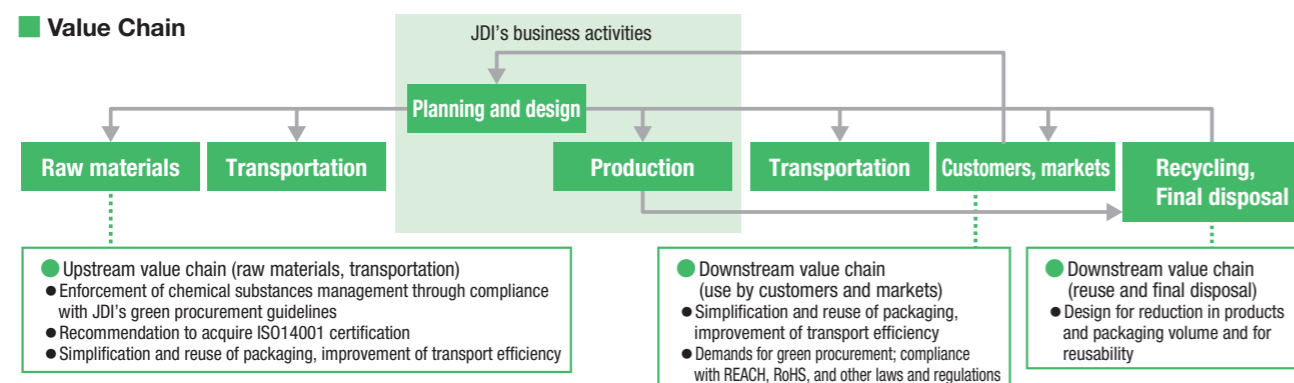 Value Chain
JDI's business activities
Planning and design
Raw materials
Transportation
Production
Transportation
Customers, markets
Recycling,
Final disposal
Upstream value chain (raw materials, transportation)
● Enforcement of chemical substances management through compliance
with JDI's green procurement guidelines
● Recommendation to acquire ISO14001 certification
● Simplification and reuse of packaging, improvement of transport efficiency
Downstream value chain
(use by customers and markets)
● Simplification and reuse of packaging,
improvement of transport efficiency
● Demands for green procurement; compliance
with REACH, RoHS, and other laws and regulations
Downstream value chain
(reuse and final disposal)
● Design for reduction in products
and packaging volume and for
reusability